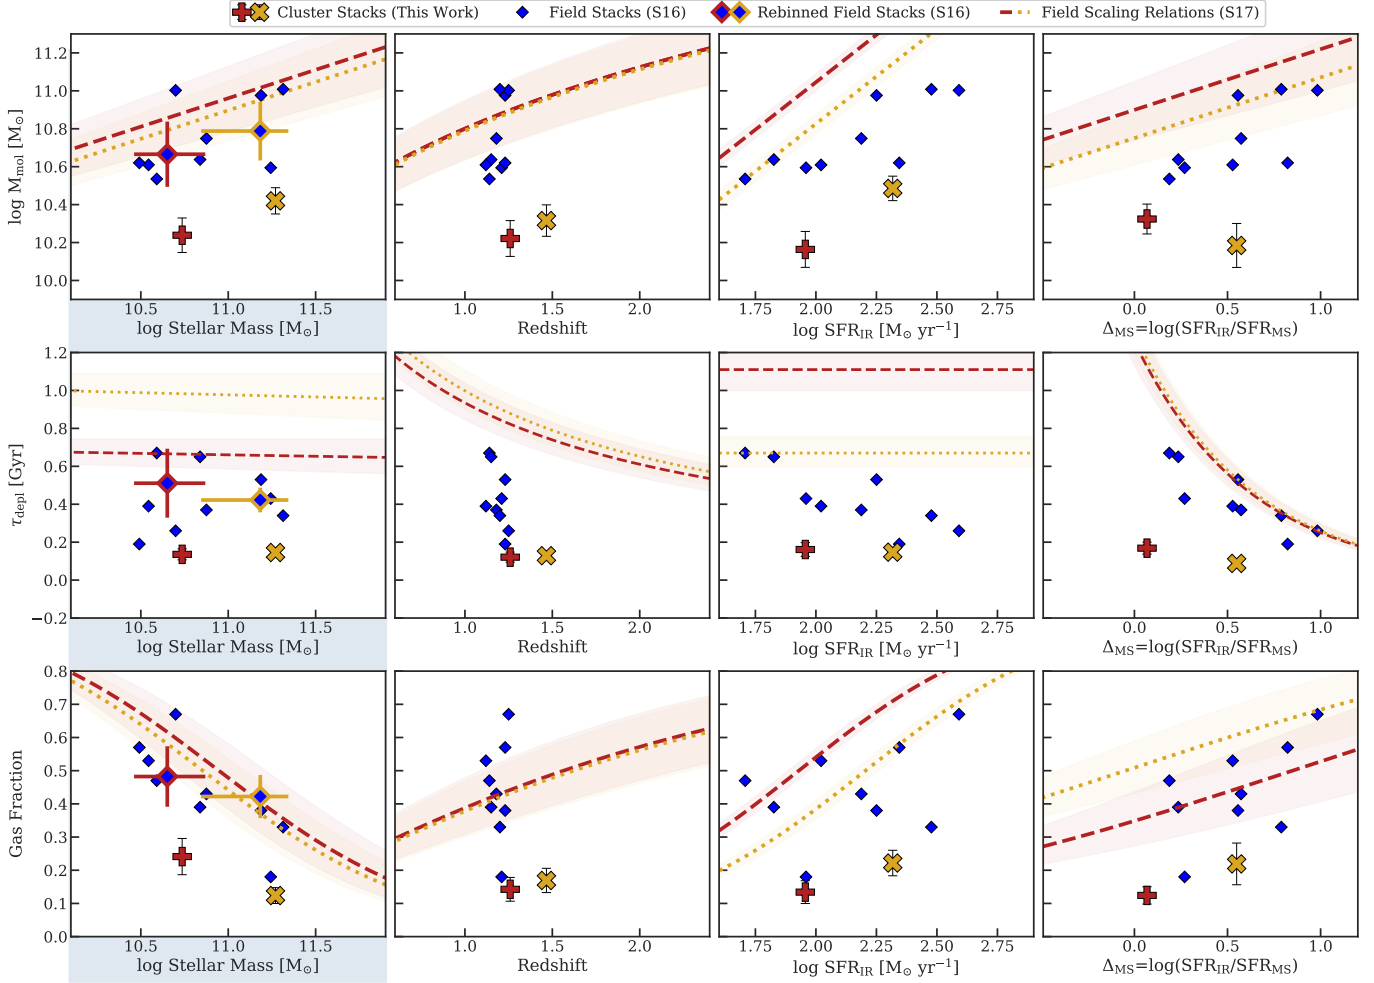 Cluster Stacks (This Work) Field Stacks (S16) Rebinned Field Stacks (S16) Field Scaling Relations (S17)
log M_mol [M_⊙]
11.2
11.0
10.8
10.6
10.4
10.2
10.0
10.5 11.0 11.5
log Stellar Mass [M_⊙]
1.0 1.5 2.0
Redshift
1.75 2.00 2.25 2.50 2.75
log SFR_IR [M_⊙ yr⁻¹]
0.0 0.5 1.0
Δ_MS=log(SFR_IR/SFR_MS)
τ_depl [Gyr]
1.2
1.0
0.8
0.6
0.4
0.2
0.0
−0.2
10.5 11.0 11.5
log Stellar Mass [M_⊙]
1.0 1.5 2.0
Redshift
1.75 2.00 2.25 2.50 2.75
log SFR_IR [M_⊙ yr⁻¹]
0.0 0.5 1.0
Δ_MS=log(SFR_IR/SFR_MS)
Gas Fraction
0.8
0.7
0.6
0.5
0.4
0.3
0.2
0.1
0.0
10.5 11.0 11.5
log Stellar Mass [M_⊙]
1.0 1.5 2.0
Redshift
1.75 2.00 2.25 2.50 2.75
log SFR_IR [M_⊙ yr⁻¹]
0.0 0.5 1.0
Δ_MS=log(SFR_IR/SFR_MS)